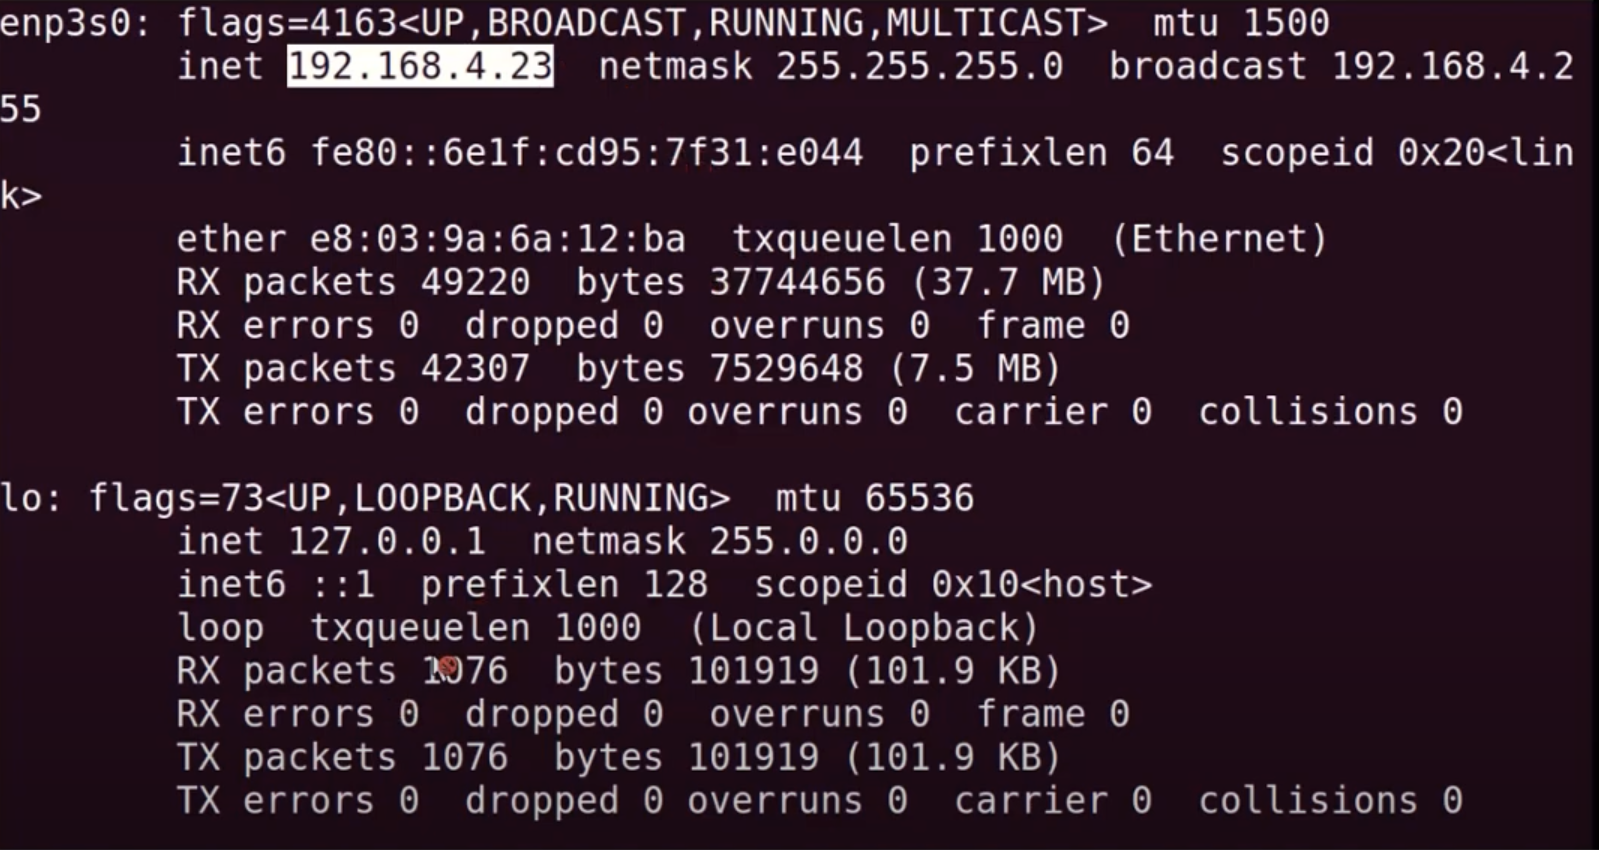 enp3s0: flags=4163<UP,BROADCAST,RUNNING,MULTICAST>  mtu 1500
        inet 192.168.4.23  netmask 255.255.255.0  broadcast 192.168.4.2
55
        inet6 fe80::6e1f:cd95:7f31:e044  prefixlen 64  scopeid 0x20<lin
k>
        ether e8:03:9a:6a:12:ba  txqueuelen 1000  (Ethernet)
        RX packets 49220  bytes 37744656 (37.7 MB)
        RX errors 0  dropped 0  overruns 0  frame 0
        TX packets 42307  bytes 7529648 (7.5 MB)
        TX errors 0  dropped 0 overruns 0  carrier 0  collisions 0

lo: flags=73<UP,LOOPBACK,RUNNING>  mtu 65536
        inet 127.0.0.1  netmask 255.0.0.0
        inet6 ::1  prefixlen 128  scopeid 0x10<host>
        loop  txqueuelen 1000  (Local Loopback)
        RX packets 1076  bytes 101919 (101.9 KB)
        RX errors 0  dropped 0  overruns 0  frame 0
        TX packets 1076  bytes 101919 (101.9 KB)
        TX errors 0  dropped 0 overruns 0  carrier 0  collisions 0